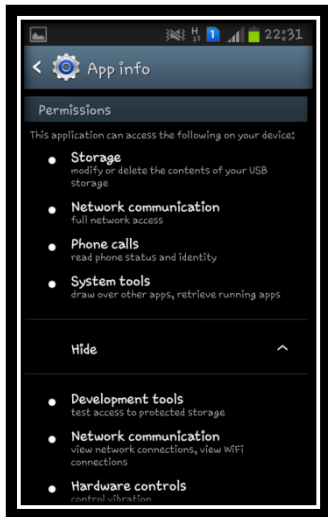 H 1 22:31
App info
Permissions
This application can access the following on your device:
Storage
modify or delete the contents of your USB
storage
Network communication
full network access
Phone calls
read phone status and identity
System tools
draw over other apps, retrieve running apps
Hide
Development tools
test access to protected storage
Network communication
view network connections, view WiFi
connections
Hardware controls
control vibration